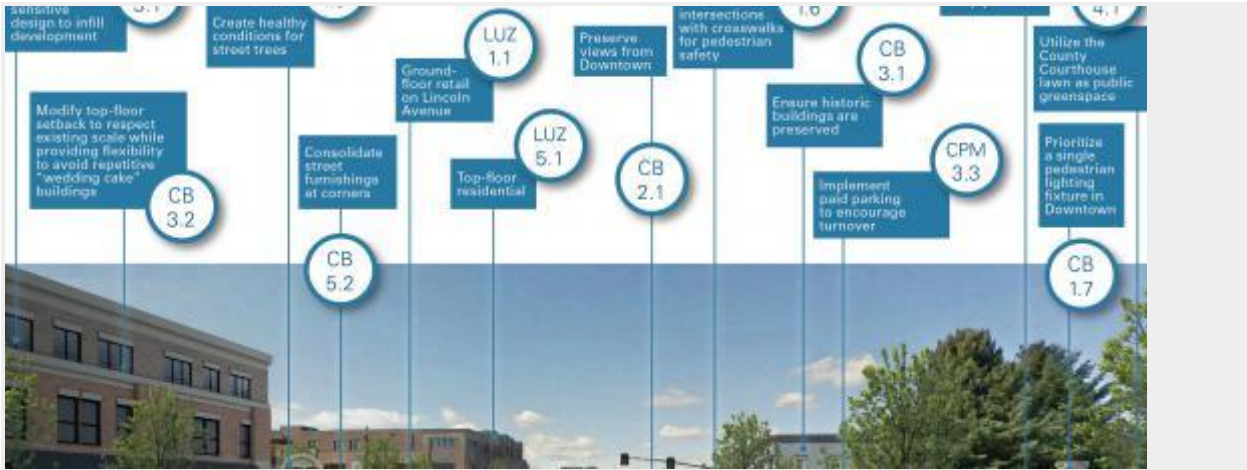 sensitive
design to infill
development
3.1
Create healthy
conditions for
street trees
Modify top-floor
setback to respect
existing scale while
providing flexibility
to avoid repetitive
"wedding cake"
buildings
CB
3.2
Consolidate
street
furnishings
at corners
CB
5.2
Ground-
floor retail
on Lincoln
Avenue
LUZ
1.1
Top-floor
residential
LUZ
5.1
Preserve
views from
Downtown
CB
2.1
intersections
with crosswalks
for pedestrian
safety
1.6
Ensure historic
buildings are
preserved
CB
3.1
Implement
paid parking
to encourage
turnover
CPM
3.3
Utilize the
County
Courthouse
lawn as public
greenspace
4.1
Prioritize
a single
pedestrian
lighting
fixture in
Downtown
CB
1.7